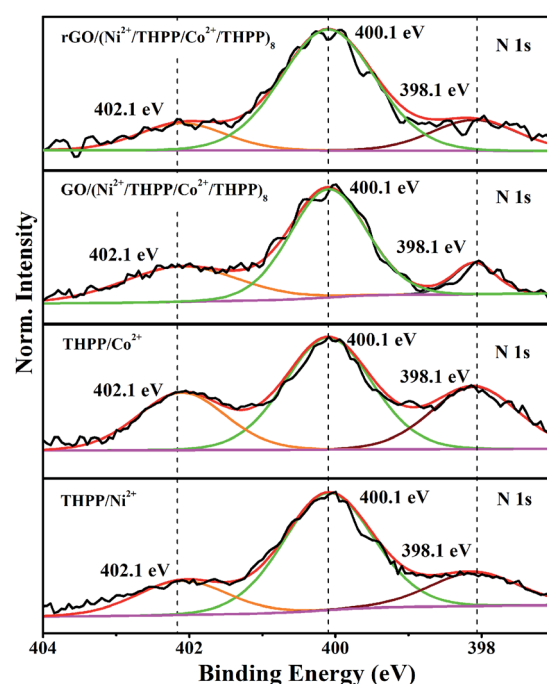 rGO/(Ni²⁺/THPP/Co²⁺/THPP)₈
400.1 eV
N 1s
402.1 eV
398.1 eV
GO/(Ni²⁺/THPP/Co²⁺/THPP)₈
400.1 eV
N 1s
402.1 eV
398.1 eV
THPP/Co²⁺
400.1 eV
N 1s
402.1 eV
398.1 eV
THPP/Ni²⁺
400.1 eV
N 1s
402.1 eV
398.1 eV
Norm. Intensity
404 402 400 398
Binding Energy (eV)